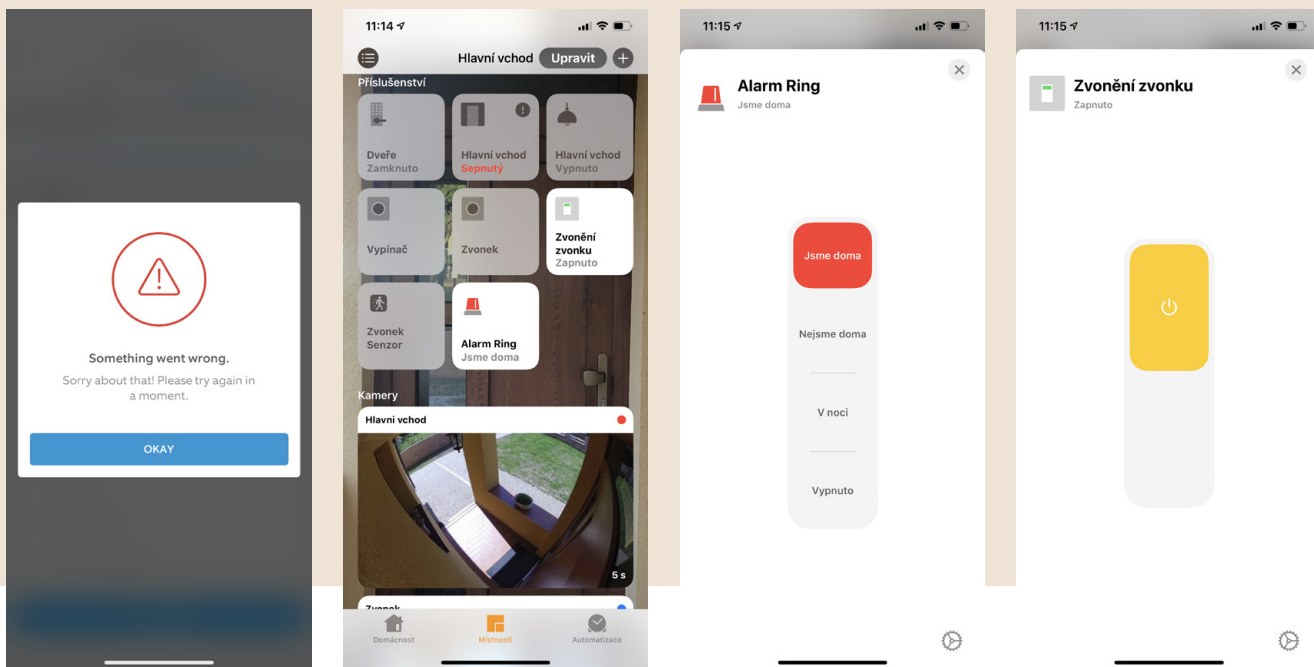 Something went wrong.
Sorry about that! Please try again in
a moment.
OKAY
11:14
Hlavní vchod
Upravit
Příslušenství
Dveře
Zamknuto
Hlavní vchod
Sepnutý
Hlavní vchod
Vypnuto
Vypínač
Zvonek
Zvonění
zvonku
Zapnuto
Zvonek
Senzor
Alarm Ring
Jsme doma
Kamery
Hlavni vchod
5 s
Zvonek
Domácnost
Místnosti
Automatizace
11:15
Alarm Ring
Jsme doma
Jsme doma
Nejsme doma
V noci
Vypnuto
11:15
Zvonění zvonku
Zapnuto